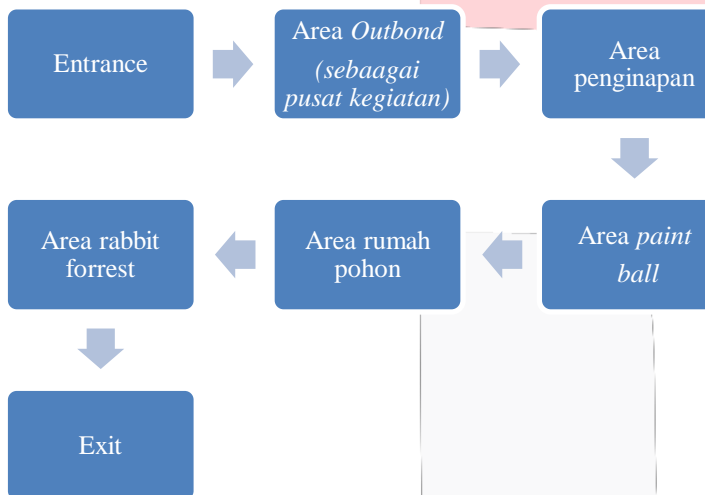 Entrance
Area Outbond
(sebaagai
pusat kegiatan)
Area
penginapan
Area paint
ball
Area rumah
pohon
Area rabbit
forrest
Exit